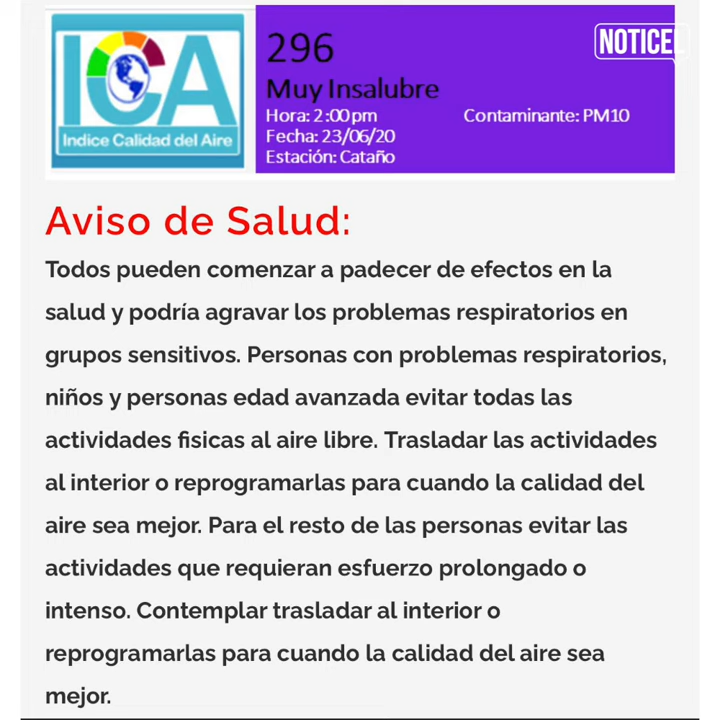 ICA
Indice Calidad del Aire
296
Muy Insalubre
Hora: 2:00pm Contaminante: PM10
Fecha: 23/06/20
Estación: Cataño
NOTICEL
Aviso de Salud:
Todos pueden comenzar a padecer de efectos en la
salud y podría agravar los problemas respiratorios en
grupos sensitivos. Personas con problemas respiratorios,
niños y personas edad avanzada evitar todas las
actividades fisicas al aire libre. Trasladar las actividades
al interior o reprogramarlas para cuando la calidad del
aire sea mejor. Para el resto de las personas evitar las
actividades que requieran esfuerzo prolongado o
intenso. Contemplar trasladar al interior o
reprogramarlas para cuando la calidad del aire sea
mejor.